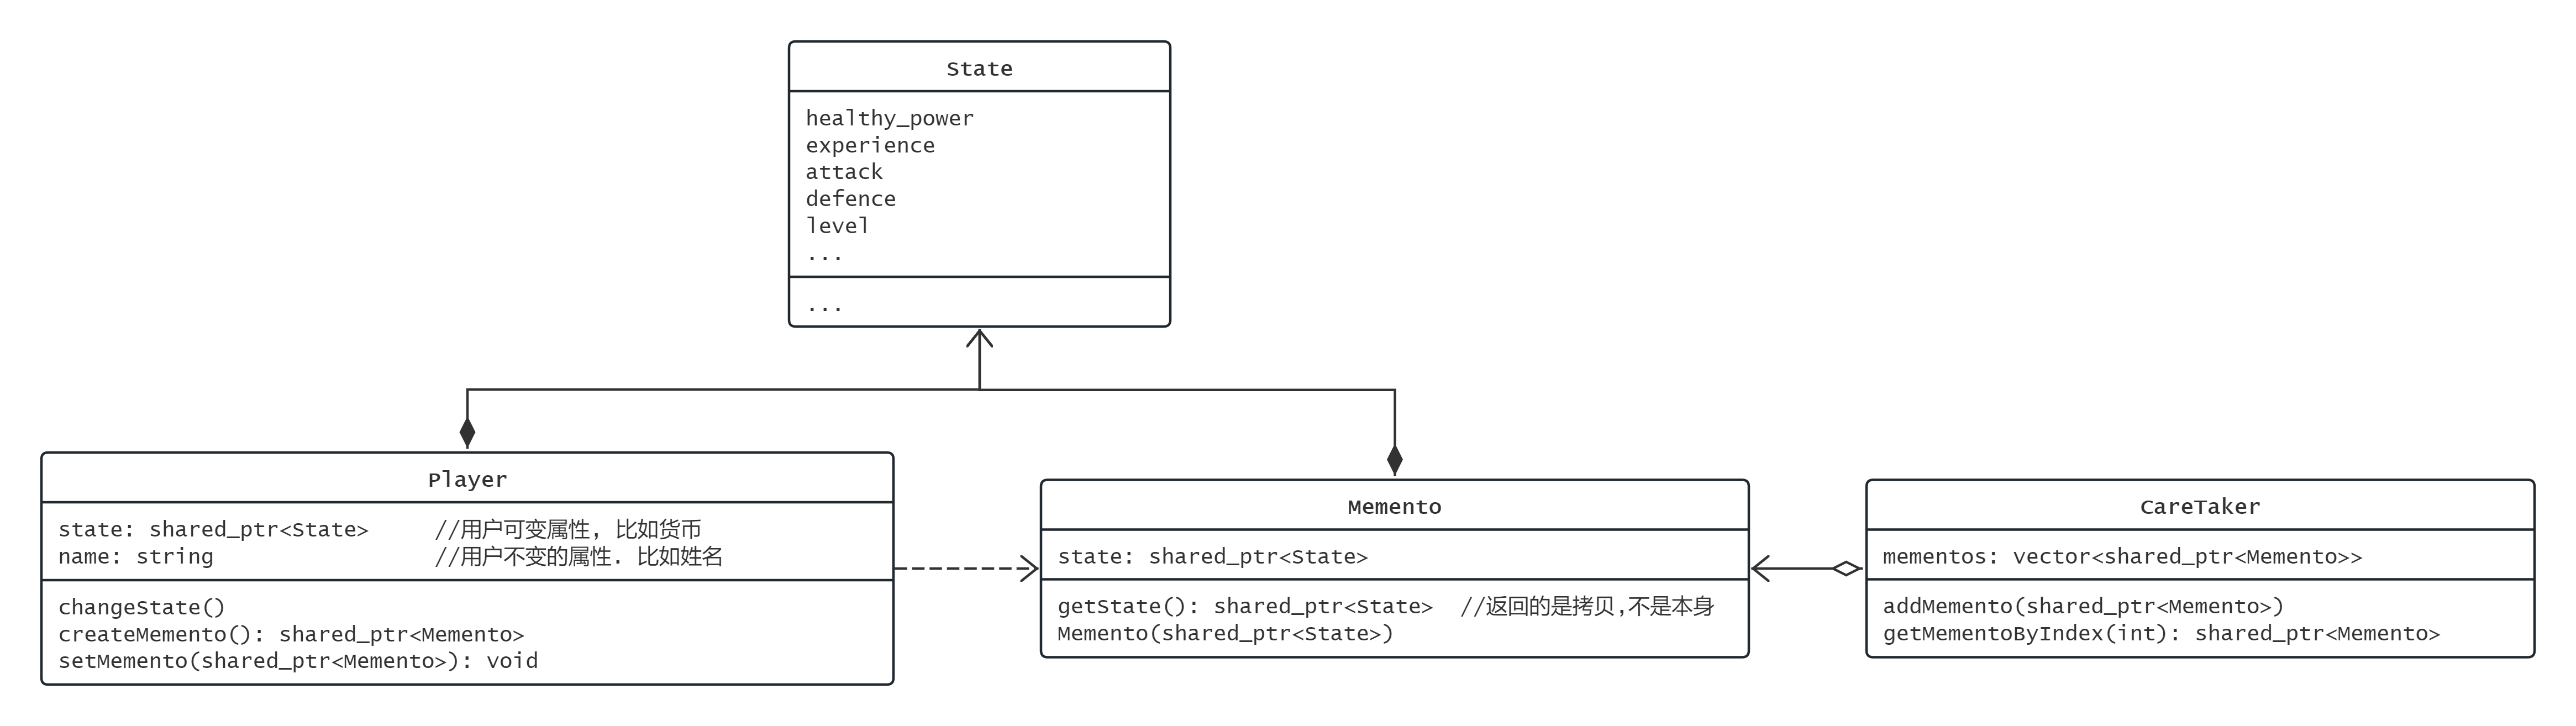 State
healthy_power
experience
attack
defence
level
...
...
Player
state: shared_ptr<State>      //用户可变属性, 比如货币
name: string                  //用户不变的属性. 比如姓名
changeState()
createMemento(): shared_ptr<Memento>
setMemento(shared_ptr<Memento>): void
Memento
state: shared_ptr<State>
getState(): shared_ptr<State>  //返回的是拷贝,不是本身
Memento(shared_ptr<State>)
CareTaker
mementos: vector<shared_ptr<Memento>>
addMemento(shared_ptr<Memento>)
getMementoByIndex(int): shared_ptr<Memento>